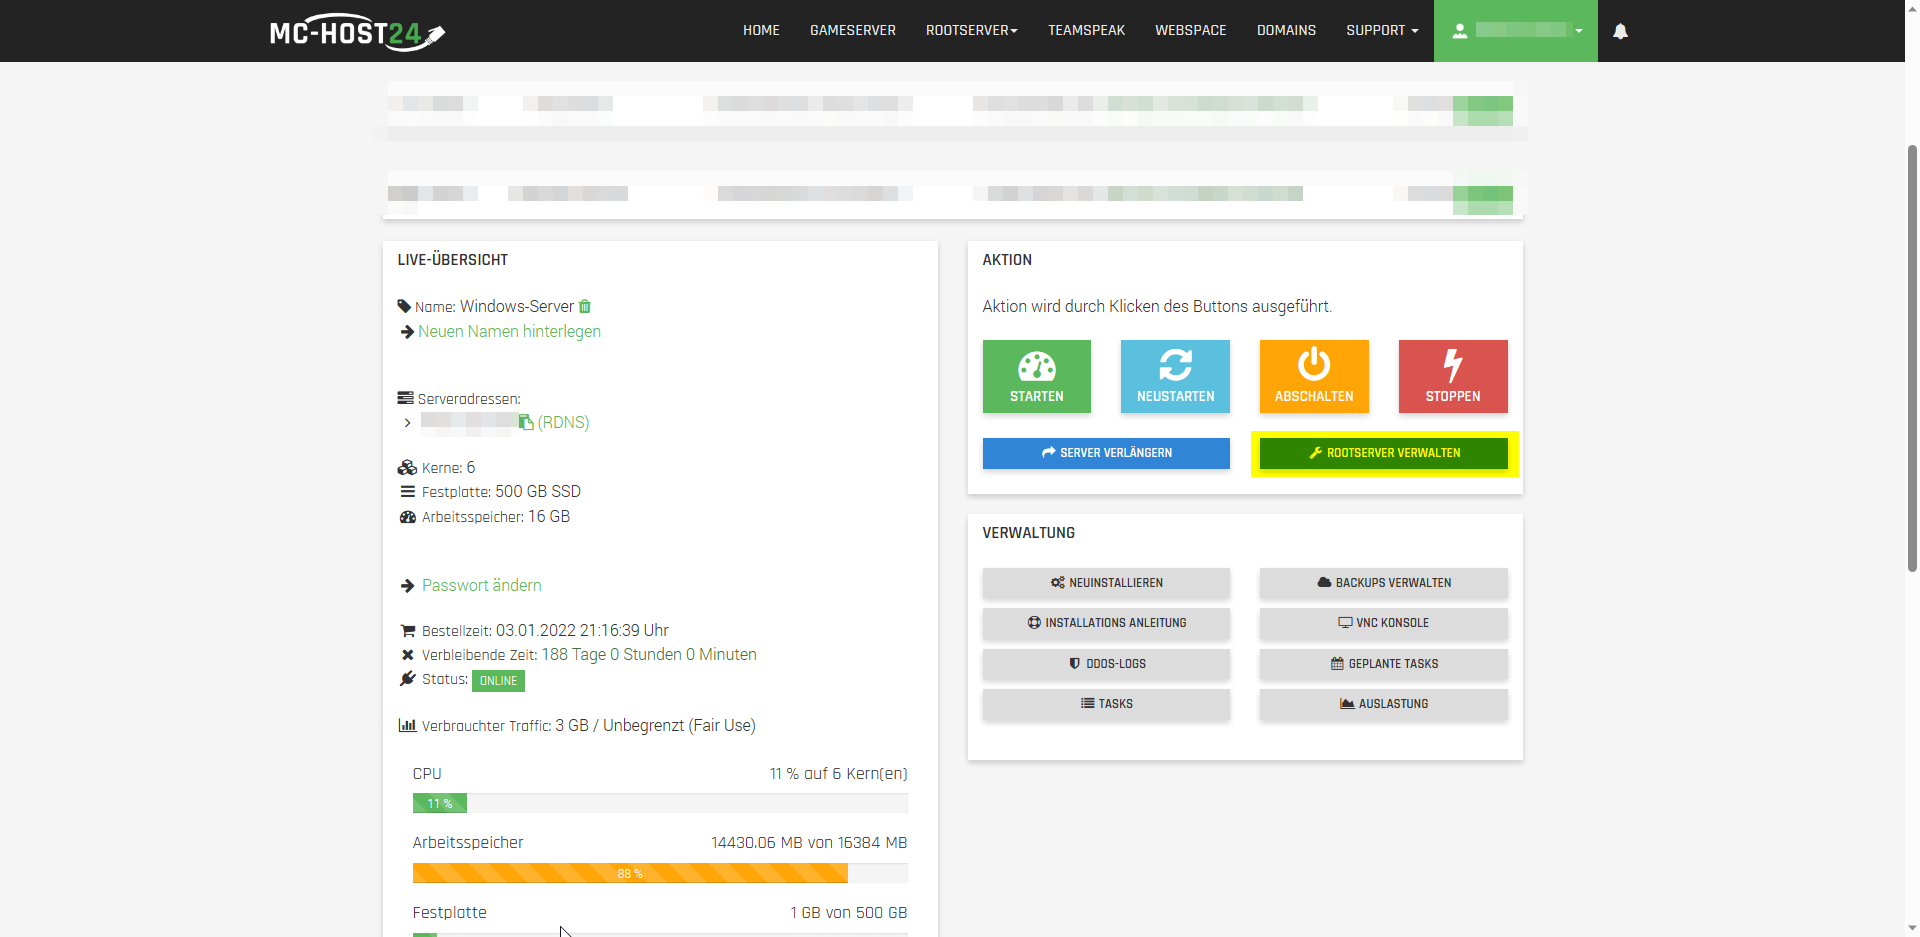 MC-HOST24
HOME GAMESERVER ROOTSERVER TEAMSPEAK WEBSPACE DOMAINS SUPPORT
LIVE-ÜBERSICHT
Name: Windows-Server
Neuen Namen hinterlegen
Serveradressen:
(RDNS)
Kerne: 6
Festplatte: 500 GB SSD
Arbeitsspeicher: 16 GB
Passwort ändern
Bestellzeit: 03.01.2022 21:16:39 Uhr
Verbleibende Zeit: 188 Tage 0 Stunden 0 Minuten
Status: ONLINE
Verbrauchter Traffic: 3 GB / Unbegrenzt (Fair Use)
CPU 11 % auf 6 Kern(en)
11 %
Arbeitsspeicher 14430.06 MB von 16384 MB
88 %
Festplatte 1 GB von 500 GB
AKTION
Aktion wird durch Klicken des Buttons ausgeführt.
STARTEN NEUSTARTEN ABSCHALTEN STOPPEN
SERVER VERLÄNGERN ROOTSERVER VERWALTEN
VERWALTUNG
NEUINSTALLIEREN BACKUPS VERWALTEN
INSTALLATIONS ANLEITUNG VNC KONSOLE
DDOS-LOGS GEPLANTE TASKS
TASKS AUSLASTUNG